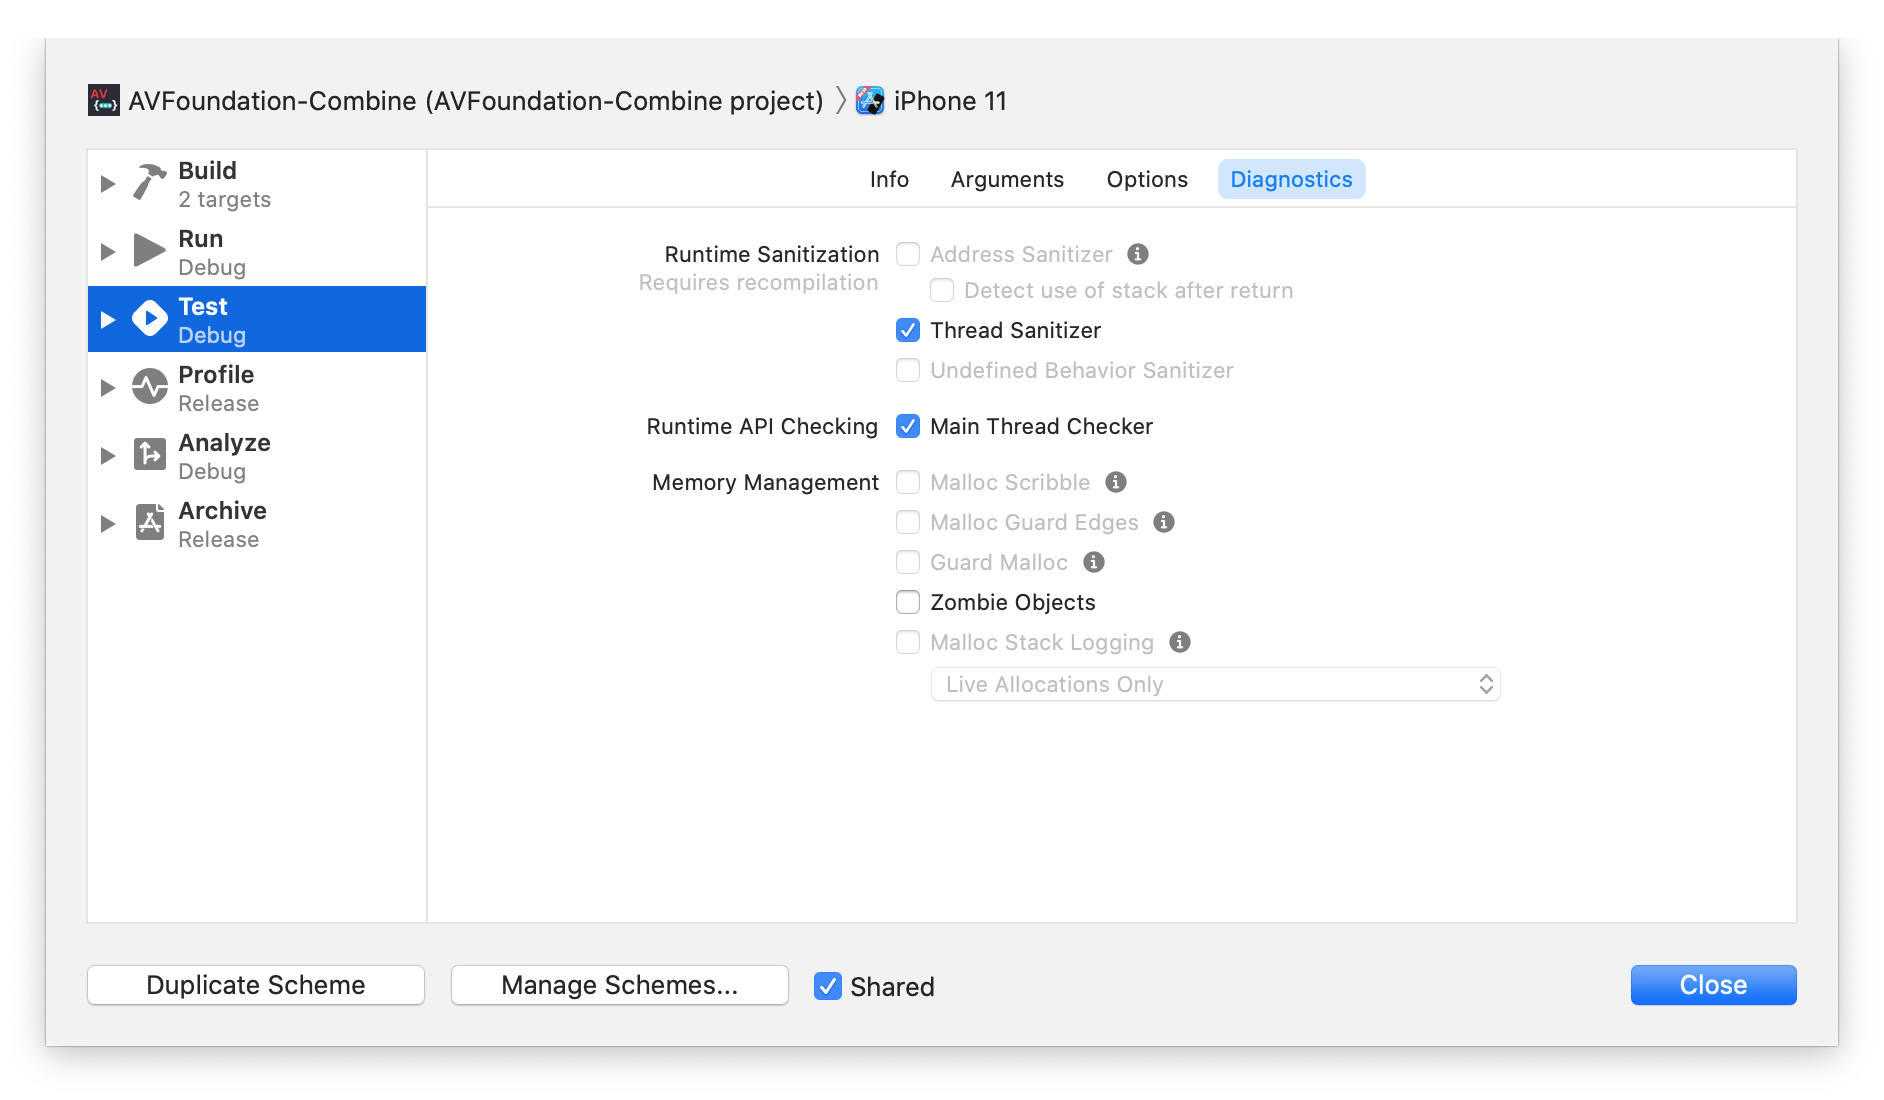 AVFoundation-Combine (AVFoundation-Combine project) 〉 iPhone 11
Build
2 targets
Run
Debug
Test
Debug
Profile
Release
Analyze
Debug
Archive
Release
Info Arguments Options Diagnostics
Runtime Sanitization Address Sanitizer
Requires recompilation Detect use of stack after return
Thread Sanitizer
Undefined Behavior Sanitizer
Runtime API Checking Main Thread Checker
Memory Management Malloc Scribble
Malloc Guard Edges
Guard Malloc
Zombie Objects
Malloc Stack Logging
Live Allocations Only
Duplicate Scheme Manage Schemes... Shared Close